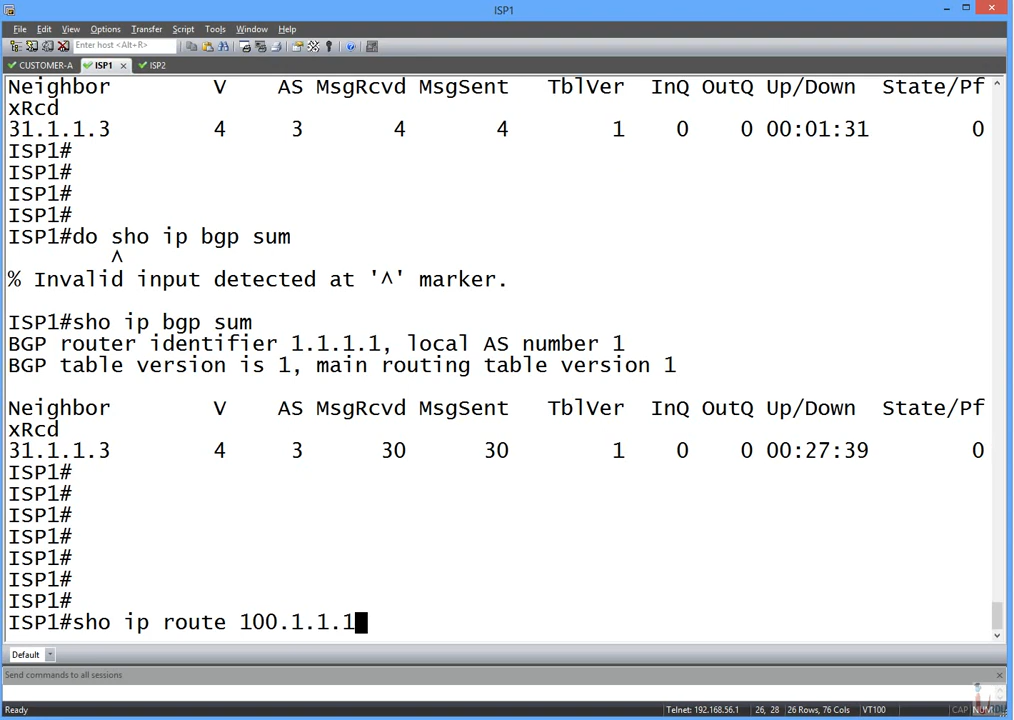 ISP1
File Edit View Options Transfer Script Tools Window Help
Enter host <Alt+R>
CUSTOMER-A ISP1 × ISP2
Neighbor V AS MsgRcvd MsgSent TblVer InQ OutQ Up/Down State/Pf
xRcd
31.1.1.3 4 3 4 4 1 0 0 00:01:31 0
ISP1#
ISP1#
ISP1#
ISP1#
ISP1#do sho ip bgp sum
^
% Invalid input detected at '^' marker.
ISP1#sho ip bgp sum
BGP router identifier 1.1.1.1, local AS number 1
BGP table version is 1, main routing table version 1
Neighbor V AS MsgRcvd MsgSent TblVer InQ OutQ Up/Down State/Pf
xRcd
31.1.1.3 4 3 30 30 1 0 0 00:27:39 0
ISP1#
ISP1#
ISP1#
ISP1#
ISP1#
ISP1#
ISP1#
ISP1#sho ip route 100.1.1.1
Default
Send commands to all sessions
Ready Telnet: 192.168.56.1 26, 28 26 Rows, 76 Cols VT100 CAP NUM